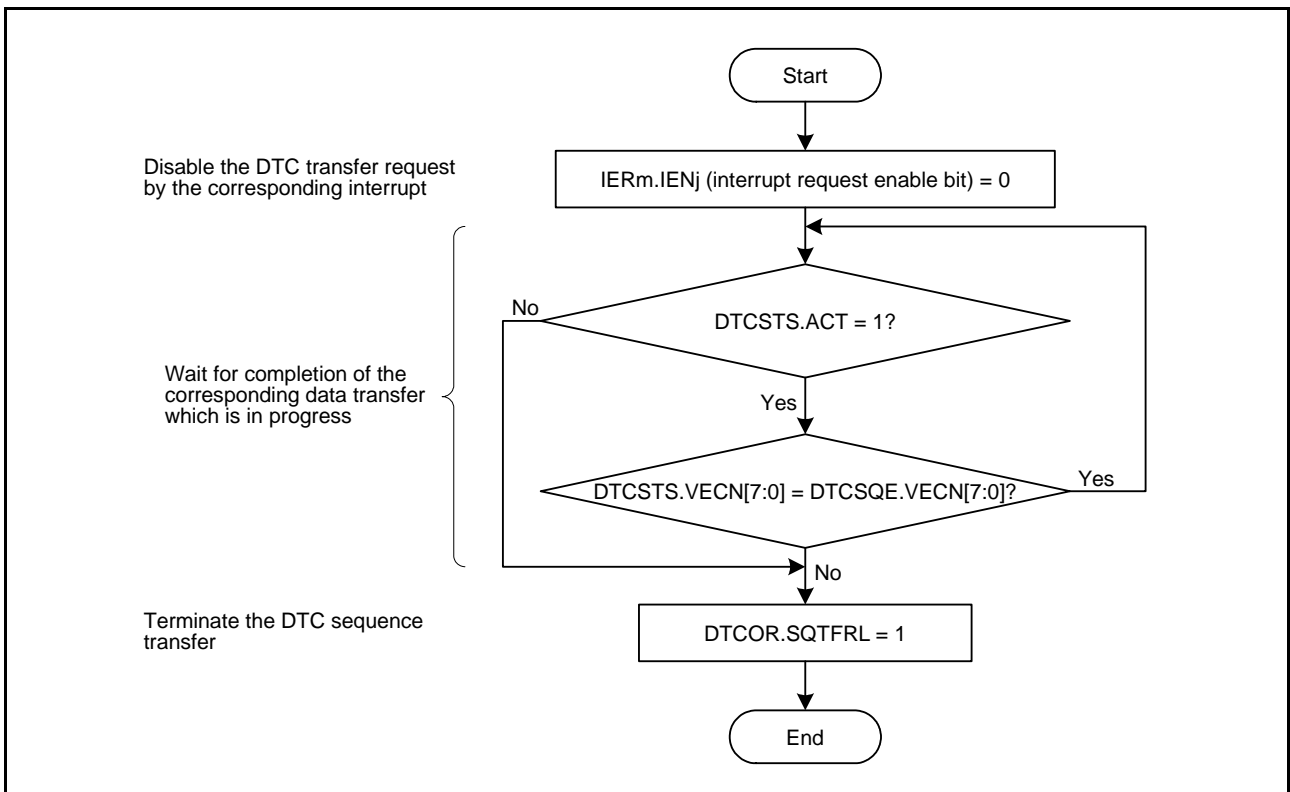 Start
Disable the DTC transfer request
by the corresponding interrupt
IERm.IENj (interrupt request enable bit) = 0
No
DTCSTS.ACT = 1?
Wait for completion of the
corresponding data transfer
which is in progress
Yes
DTCSTS.VECN[7:0] = DTCSQE.VECN[7:0]?
Yes
No
Terminate the DTC sequence
transfer
DTCOR.SQTFRL = 1
End